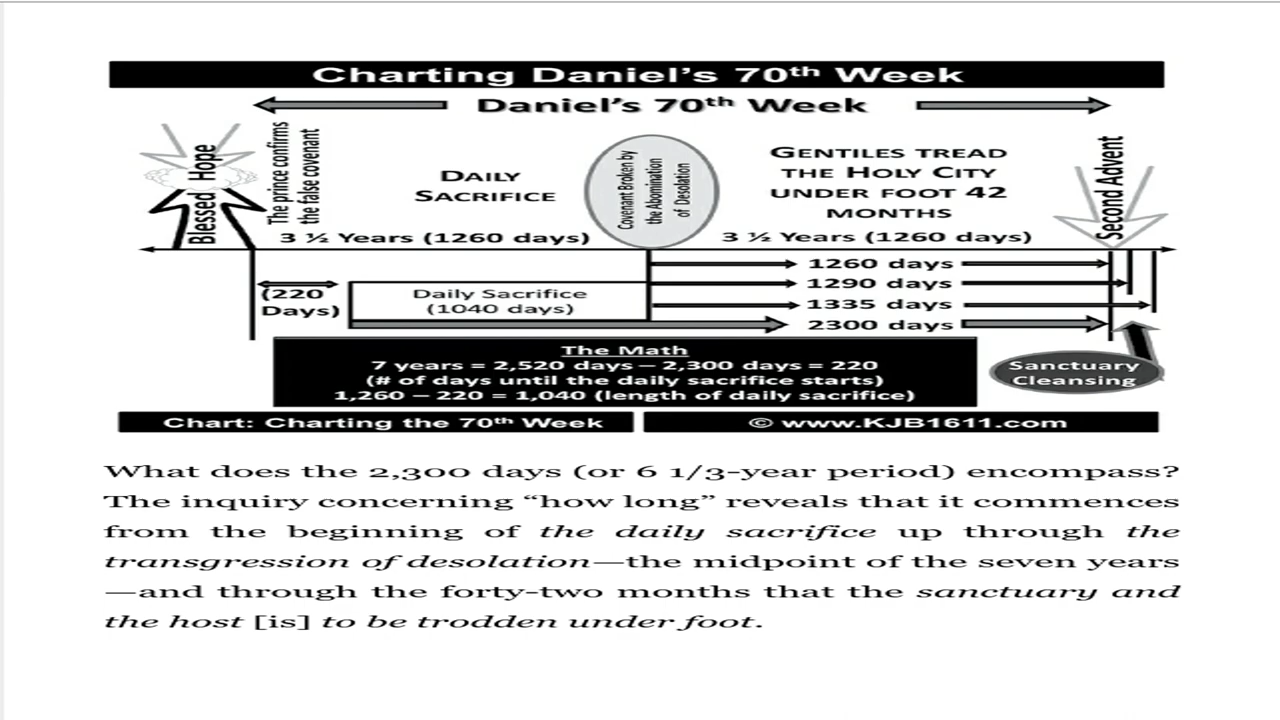 Charting Daniel's 70th Week
Daniel's 70th Week
Blessed Hope
The prince confirms
the false covenant
DAILY
SACRIFICE
3 ½ Years (1260 days)
Covenant Broken by
the Abomination
of Desolation
GENTILES TREAD
THE HOLY CITY
UNDER FOOT 42
MONTHS
3 ½ Years (1260 days)
Second Advent
(220
Days)
Daily Sacrifice
(1040 days)
1260 days
1290 days
1335 days
2300 days
The Math
7 years = 2,520 days – 2,300 days = 220
(# of days until the daily sacrifice starts)
1,260 – 220 = 1,040 (length of daily sacrifice)
Sanctuary
Cleansing
Chart: Charting the 70th Week
© www.KJB1611.com
What does the 2,300 days (or 6 1/3-year period) encompass?
The inquiry concerning “how long” reveals that it commences
from the beginning of the daily sacrifice up through the
transgression of desolation—the midpoint of the seven years
—and through the forty-two months that the sanctuary and
the host [is] to be trodden under foot.